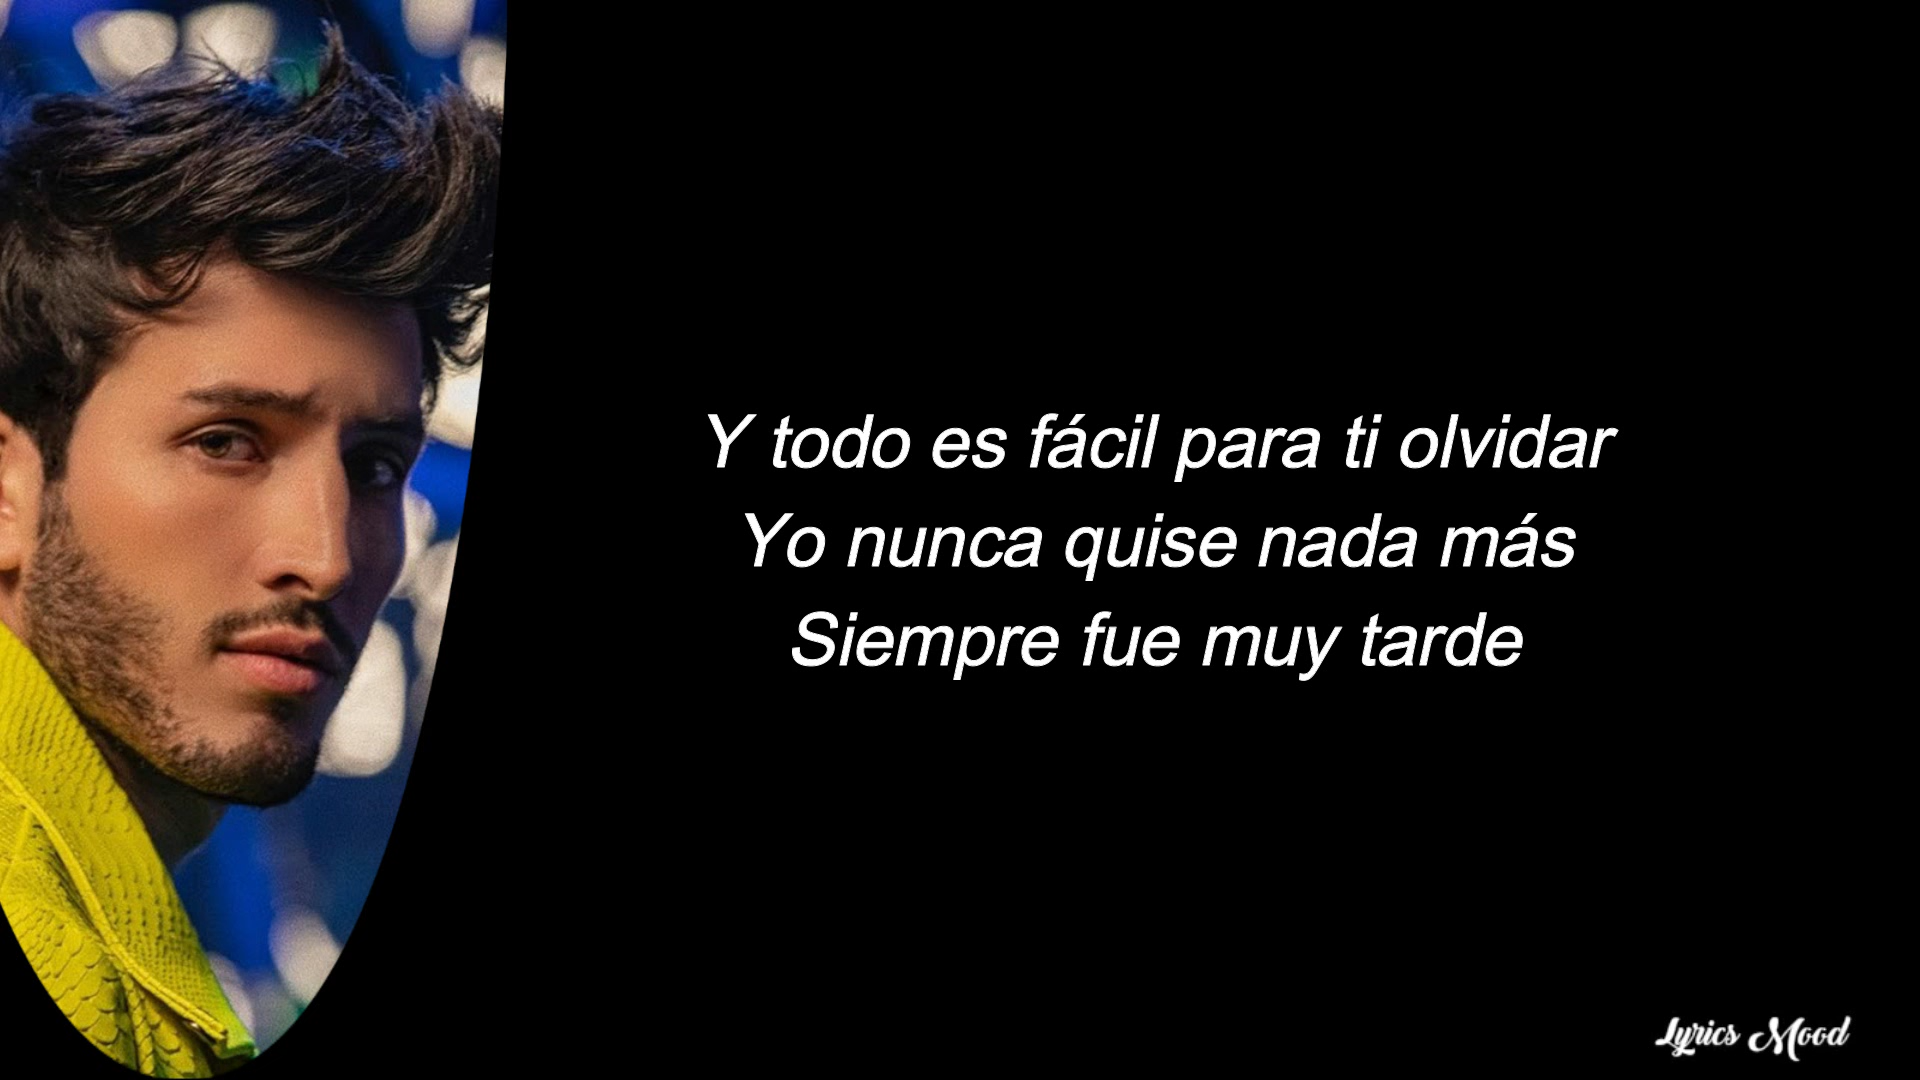 Y todo es fácil para ti olvidar
Yo nunca quise nada más
Siempre fue muy tarde
Lyrics Mood